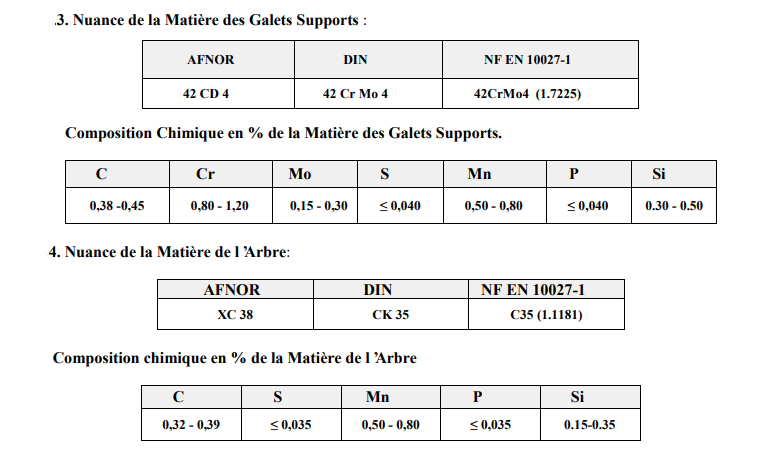 .3. Nuance de la Matière des Galets Supports :
AFNOR DIN NF EN 10027-1
42 CD 4 42 Cr Mo 4 42CrMo4 (1.7225)
Composition Chimique en % de la Matière des Galets Supports.
C Cr Mo S Mn P Si
0,38 -0,45 0,80 - 1,20 0,15 - 0,30 ≤ 0,040 0,50 - 0,80 ≤ 0,040 0.30 - 0.50
4. Nuance de la Matière de l ’Arbre:
AFNOR DIN NF EN 10027-1
XC 38 CK 35 C35 (1.1181)
Composition chimique en % de la Matière de l ’Arbre
C S Mn P Si
0,32 - 0,39 ≤ 0,035 0,50 - 0,80 ≤ 0,035 0.15-0.35